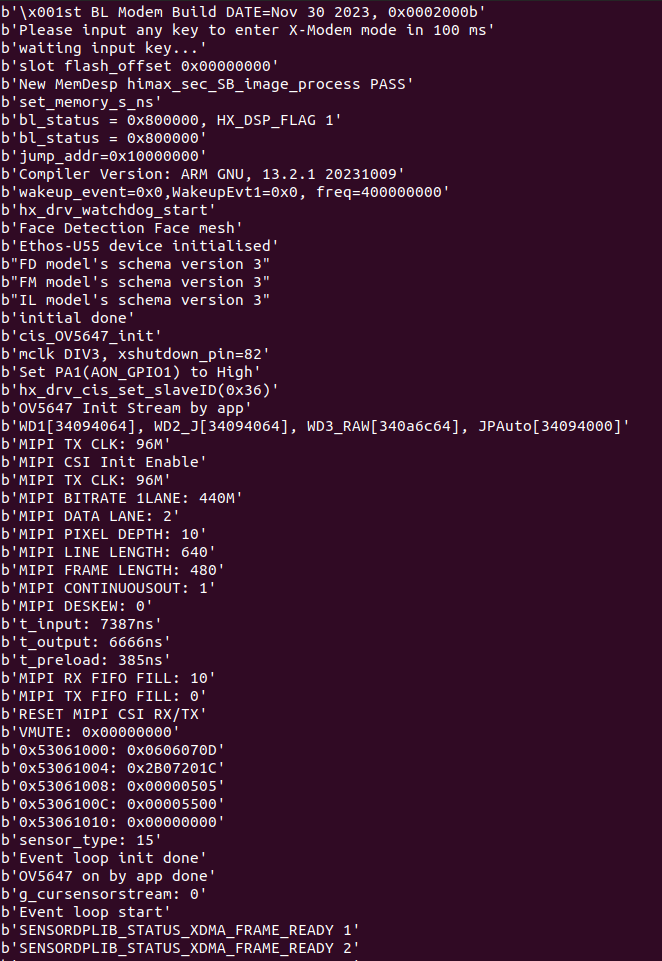 b'\x001st BL Modem Build DATE=Nov 30 2023, 0x0002000b'
b'Please input any key to enter X-Modem mode in 100 ms'
b'waiting input key...'
b'slot flash_offset 0x00000000'
b'New MemDesp himax_sec_SB_image_process PASS'
b'set_memory_s_ns'
b'bl_status = 0x800000, HX_DSP_FLAG 1'
b'bl_status = 0x800000'
b'jump_addr=0x10000000'
b'Compiler Version: ARM GNU, 13.2.1 20231009'
b'wakeup_event=0x0,WakeupEvt1=0x0, freq=400000000'
b'hx_drv_watchdog_start'
b'Face Detection Face mesh'
b'Ethos-U55 device initialised'
b"FD model's schema version 3"
b"FM model's schema version 3"
b"IL model's schema version 3"
b'initial done'
b'cis_OV5647_init'
b'mclk DIV3, xshutdown_pin=82'
b'Set PA1(AON_GPIO1) to High'
b'hx_drv_cis_set_slaveID(0x36)'
b'OV5647 Init Stream by app'
b'WD1[34094064], WD2_J[34094064], WD3_RAW[340a6c64], JPAuto[34094000]'
b'MIPI TX CLK: 96M'
b'MIPI CSI Init Enable'
b'MIPI TX CLK: 96M'
b'MIPI BITRATE 1LANE: 440M'
b'MIPI DATA LANE: 2'
b'MIPI PIXEL DEPTH: 10'
b'MIPI LINE LENGTH: 640'
b'MIPI FRAME LENGTH: 480'
b'MIPI CONTINUOUSOUT: 1'
b'MIPI DESKEW: 0'
b't_input: 7387ns'
b't_output: 6666ns'
b't_preload: 385ns'
b'MIPI RX FIFO FILL: 10'
b'MIPI TX FIFO FILL: 0'
b'RESET MIPI CSI RX/TX'
b'VMUTE: 0x00000000'
b'0x53061000: 0x0606070D'
b'0x53061004: 0x2B07201C'
b'0x53061008: 0x00000505'
b'0x5306100C: 0x00005500'
b'0x53061010: 0x00000000'
b'sensor_type: 15'
b'Event loop init done'
b'OV5647 on by app done'
b'g_cursensorstream: 0'
b'Event loop start'
b'SENSORDPLIB_STATUS_XDMA_FRAME_READY 1'
b'SENSORDPLIB_STATUS_XDMA_FRAME_READY 2'